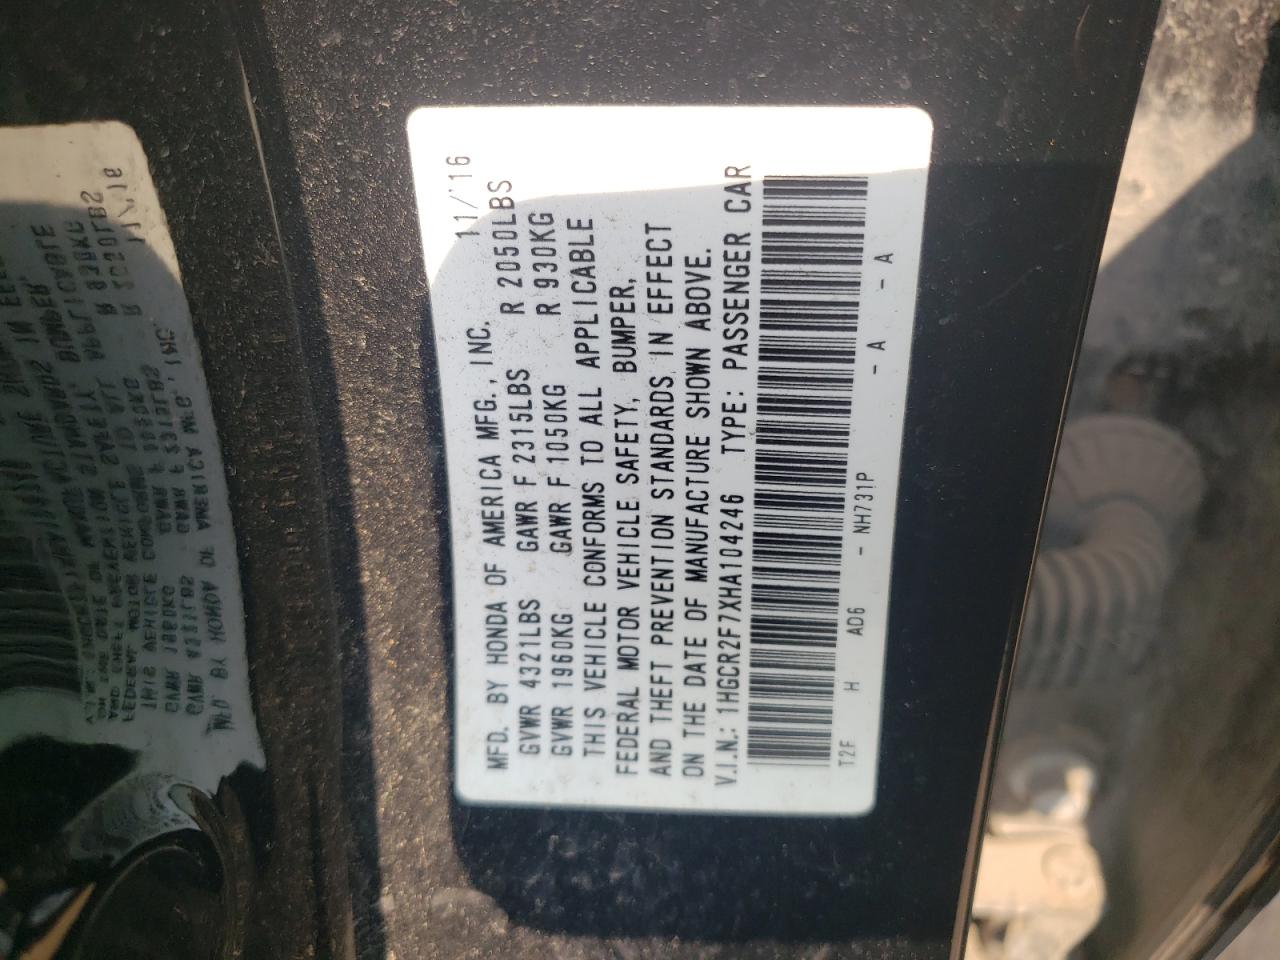 MFD. BY HONDA OF AMERICA MFG., INC. 11/16
GVWR 4321LBS GAWR F 2315LBS R 2050LBS
GVWR 1960KG GAWR F 1050KG R 930KG
THIS VEHICLE CONFORMS TO ALL APPLICABLE
FEDERAL MOTOR VEHICLE SAFETY, BUMPER,
AND THEFT PREVENTION STANDARDS IN EFFECT
ON THE DATE OF MANUFACTURE SHOWN ABOVE.
V.I.N.: 1HGCR2F7XHA104246 TYPE: PASSENGER CAR
T2F H AD6 - NH731P - A - A